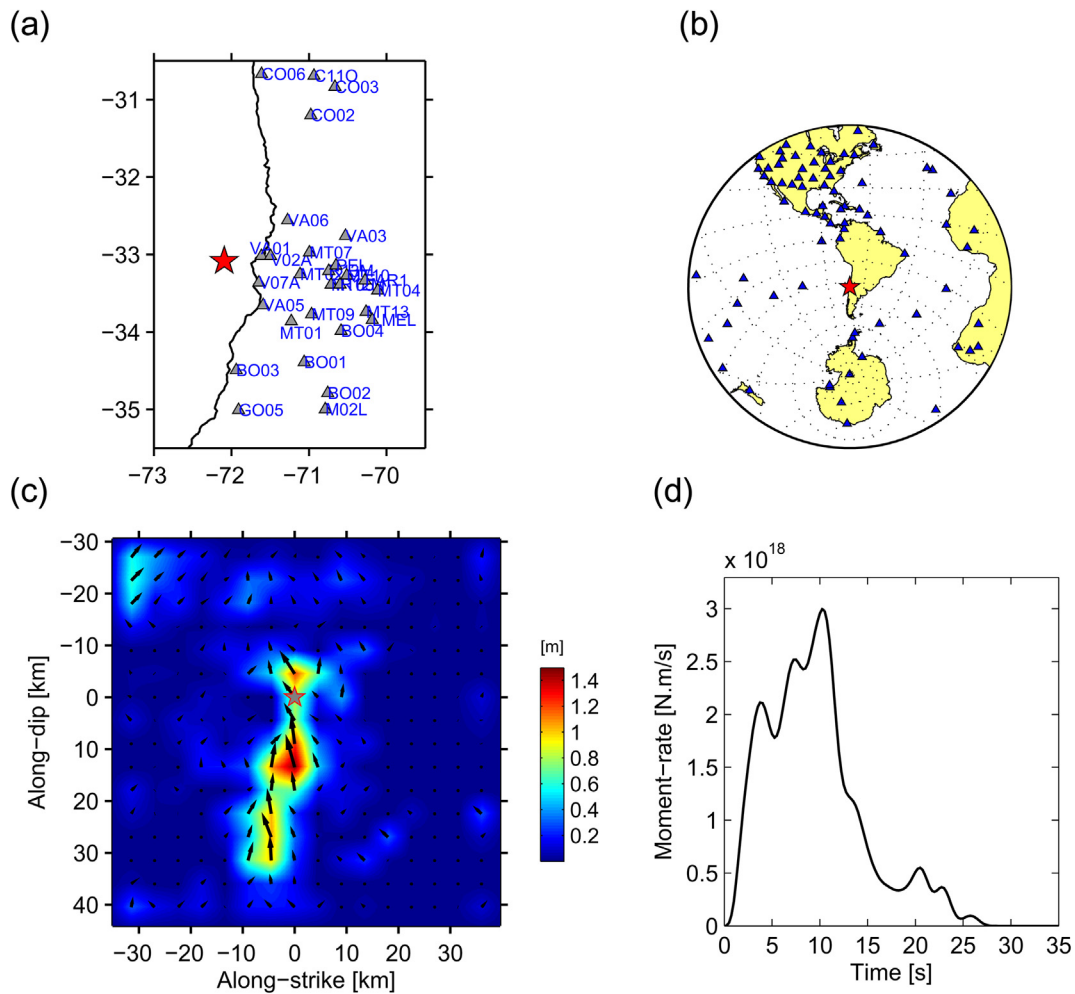 (a)
(b)
CO06
C11O
CO03
−31
CO02
−32
VA06
VA03
VA01
MT07
−33
V02A
V07A
MT04
VA05
MT13
MT09
MEL
−34
MT01
BO04
BO01
BO03
BO02
−35
GO05
M02L
−73
−72
−71
−70
(c)
(d)
−30
x 10^18
−20
3
−10
[m]
2.5
0
1.4
1.2
2
10
1
0.8
1.5
20
0.6
1
0.4
30
0.2
0.5
40
0
−30 −20 −10 0 10 20 30
0 5 10 15 20 25 30 35
Along−dip [km]
Along−strike [km]
Moment−rate [N.m/s]
Time [s]